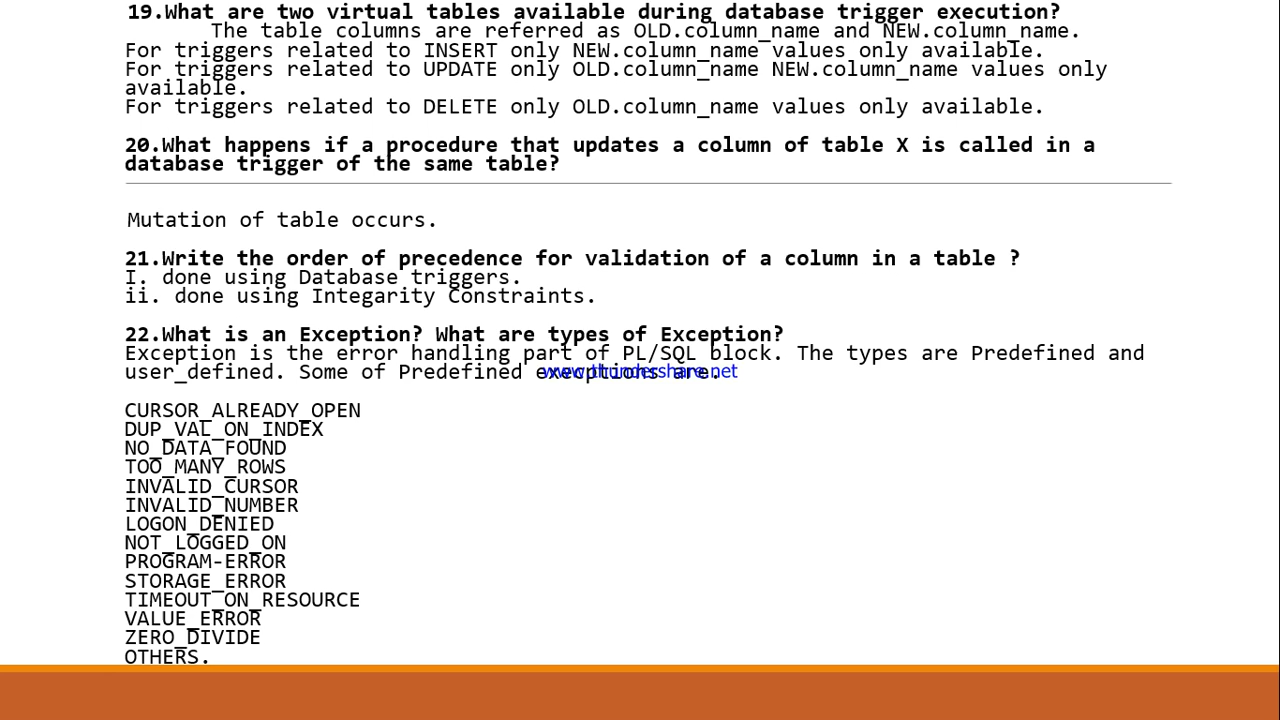 19.What are two virtual tables available during database trigger execution?
The table columns are referred as OLD.column_name and NEW.column_name.
For triggers related to INSERT only NEW.column_name values only available.
For triggers related to UPDATE only OLD.column_name NEW.column_name values only
available.
For triggers related to DELETE only OLD.column_name values only available.
20.What happens if a procedure that updates a column of table X is called in a
database trigger of the same table?
Mutation of table occurs.
21.Write the order of precedence for validation of a column in a table ?
I. done using Database triggers.
ii. done using Integarity Constraints.
22.What is an Exception? What are types of Exception?
Exception is the error handling part of PL/SQL block. The types are Predefined and
user_defined. Some of Predefined exceptions are.
www.thundershare.net
CURSOR_ALREADY_OPEN
DUP_VAL_ON_INDEX
NO_DATA_FOUND
TOO_MANY_ROWS
INVALID_CURSOR
INVALID_NUMBER
LOGON_DENIED
NOT_LOGGED_ON
PROGRAM-ERROR
STORAGE_ERROR
TIMEOUT_ON_RESOURCE
VALUE_ERROR
ZERO_DIVIDE
OTHERS.